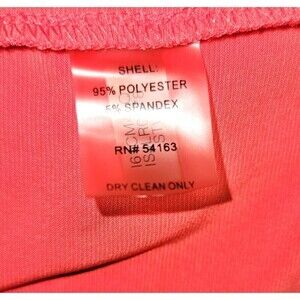 SHELL:
95% POLYESTER
5% SPANDEX
RN# 54163
DRY CLEAN ONLY